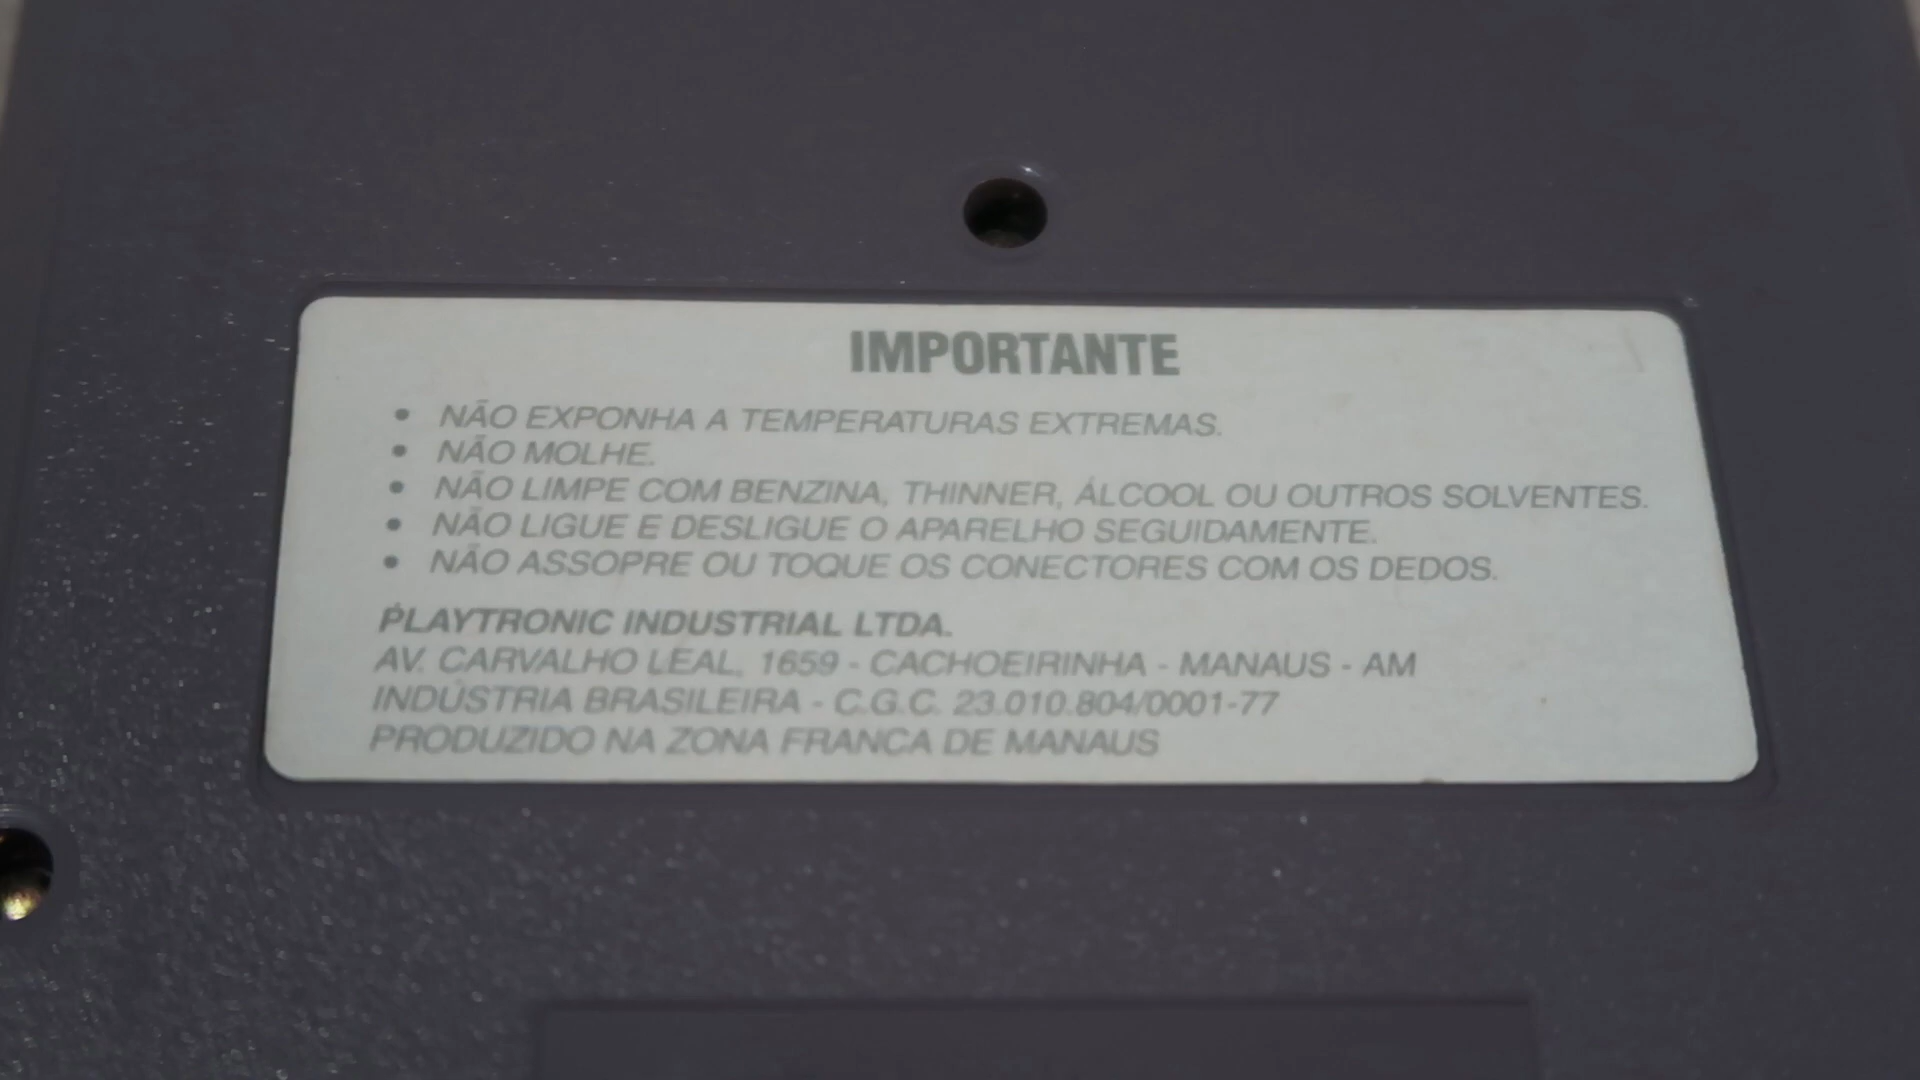 IMPORTANTE
• NÃO EXPONHA A TEMPERATURAS EXTREMAS.
• NÃO MOLHE.
• NÃO LIMPE COM BENZINA, THINNER, ÁLCOOL OU OUTROS SOLVENTES.
• NÃO LIGUE E DESLIGUE O APARELHO SEGUIDAMENTE.
• NÃO ASSOPRE OU TOQUE OS CONECTORES COM OS DEDOS.
PLAYTRONIC INDUSTRIAL LTDA.
AV. CARVALHO LEAL, 1659 - CACHOEIRINHA - MANAUS - AM
INDÚSTRIA BRASILEIRA - C.G.C. 23.010.804/0001-77
PRODUZIDO NA ZONA FRANCA DE MANAUS